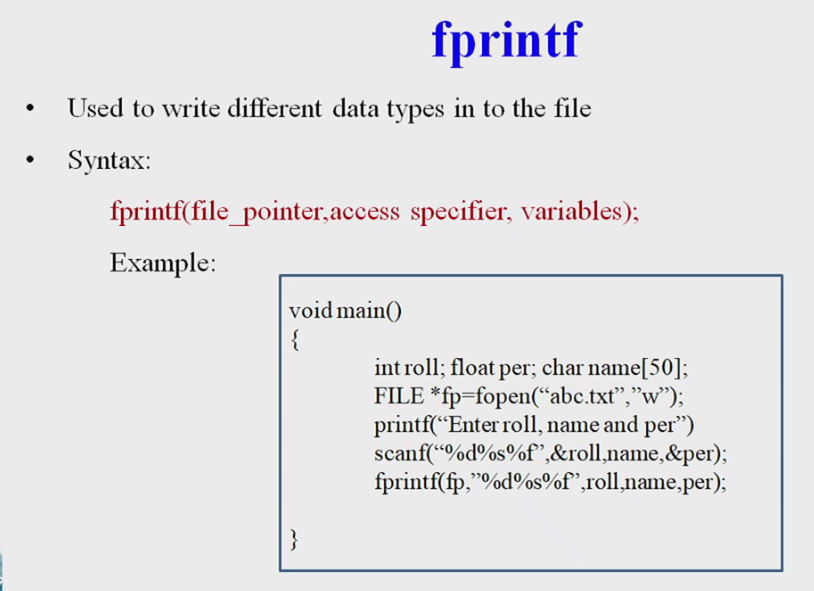 fprintf
• Used to write different data types in to the file
• Syntax:
fprintf(file_pointer,access specifier, variables);
Example:
void main()
{
int roll; float per; char name[50];
FILE *fp=fopen(“abc.txt”,”w”);
printf(“Enter roll, name and per”)
scanf(“%d%s%f”,&roll,name,&per);
fprintf(fp,”%d%s%f”,roll,name,per);
}